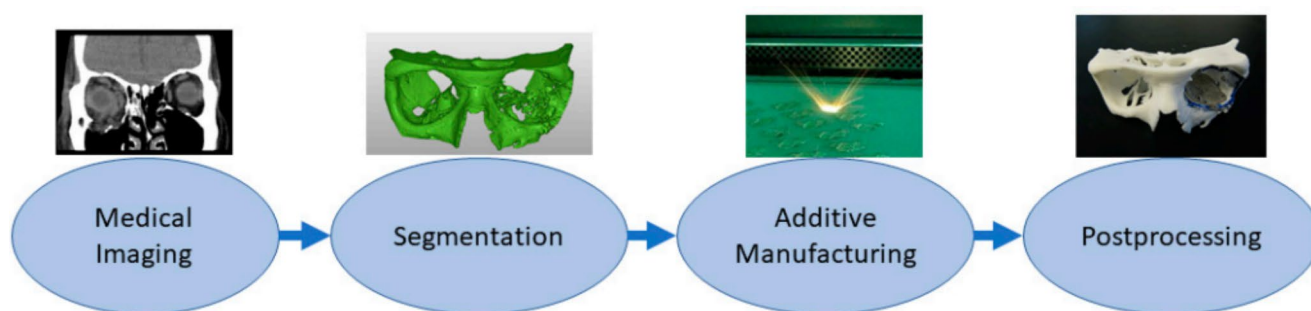 Medical
Imaging
Segmentation
Additive
Manufacturing
Postprocessing